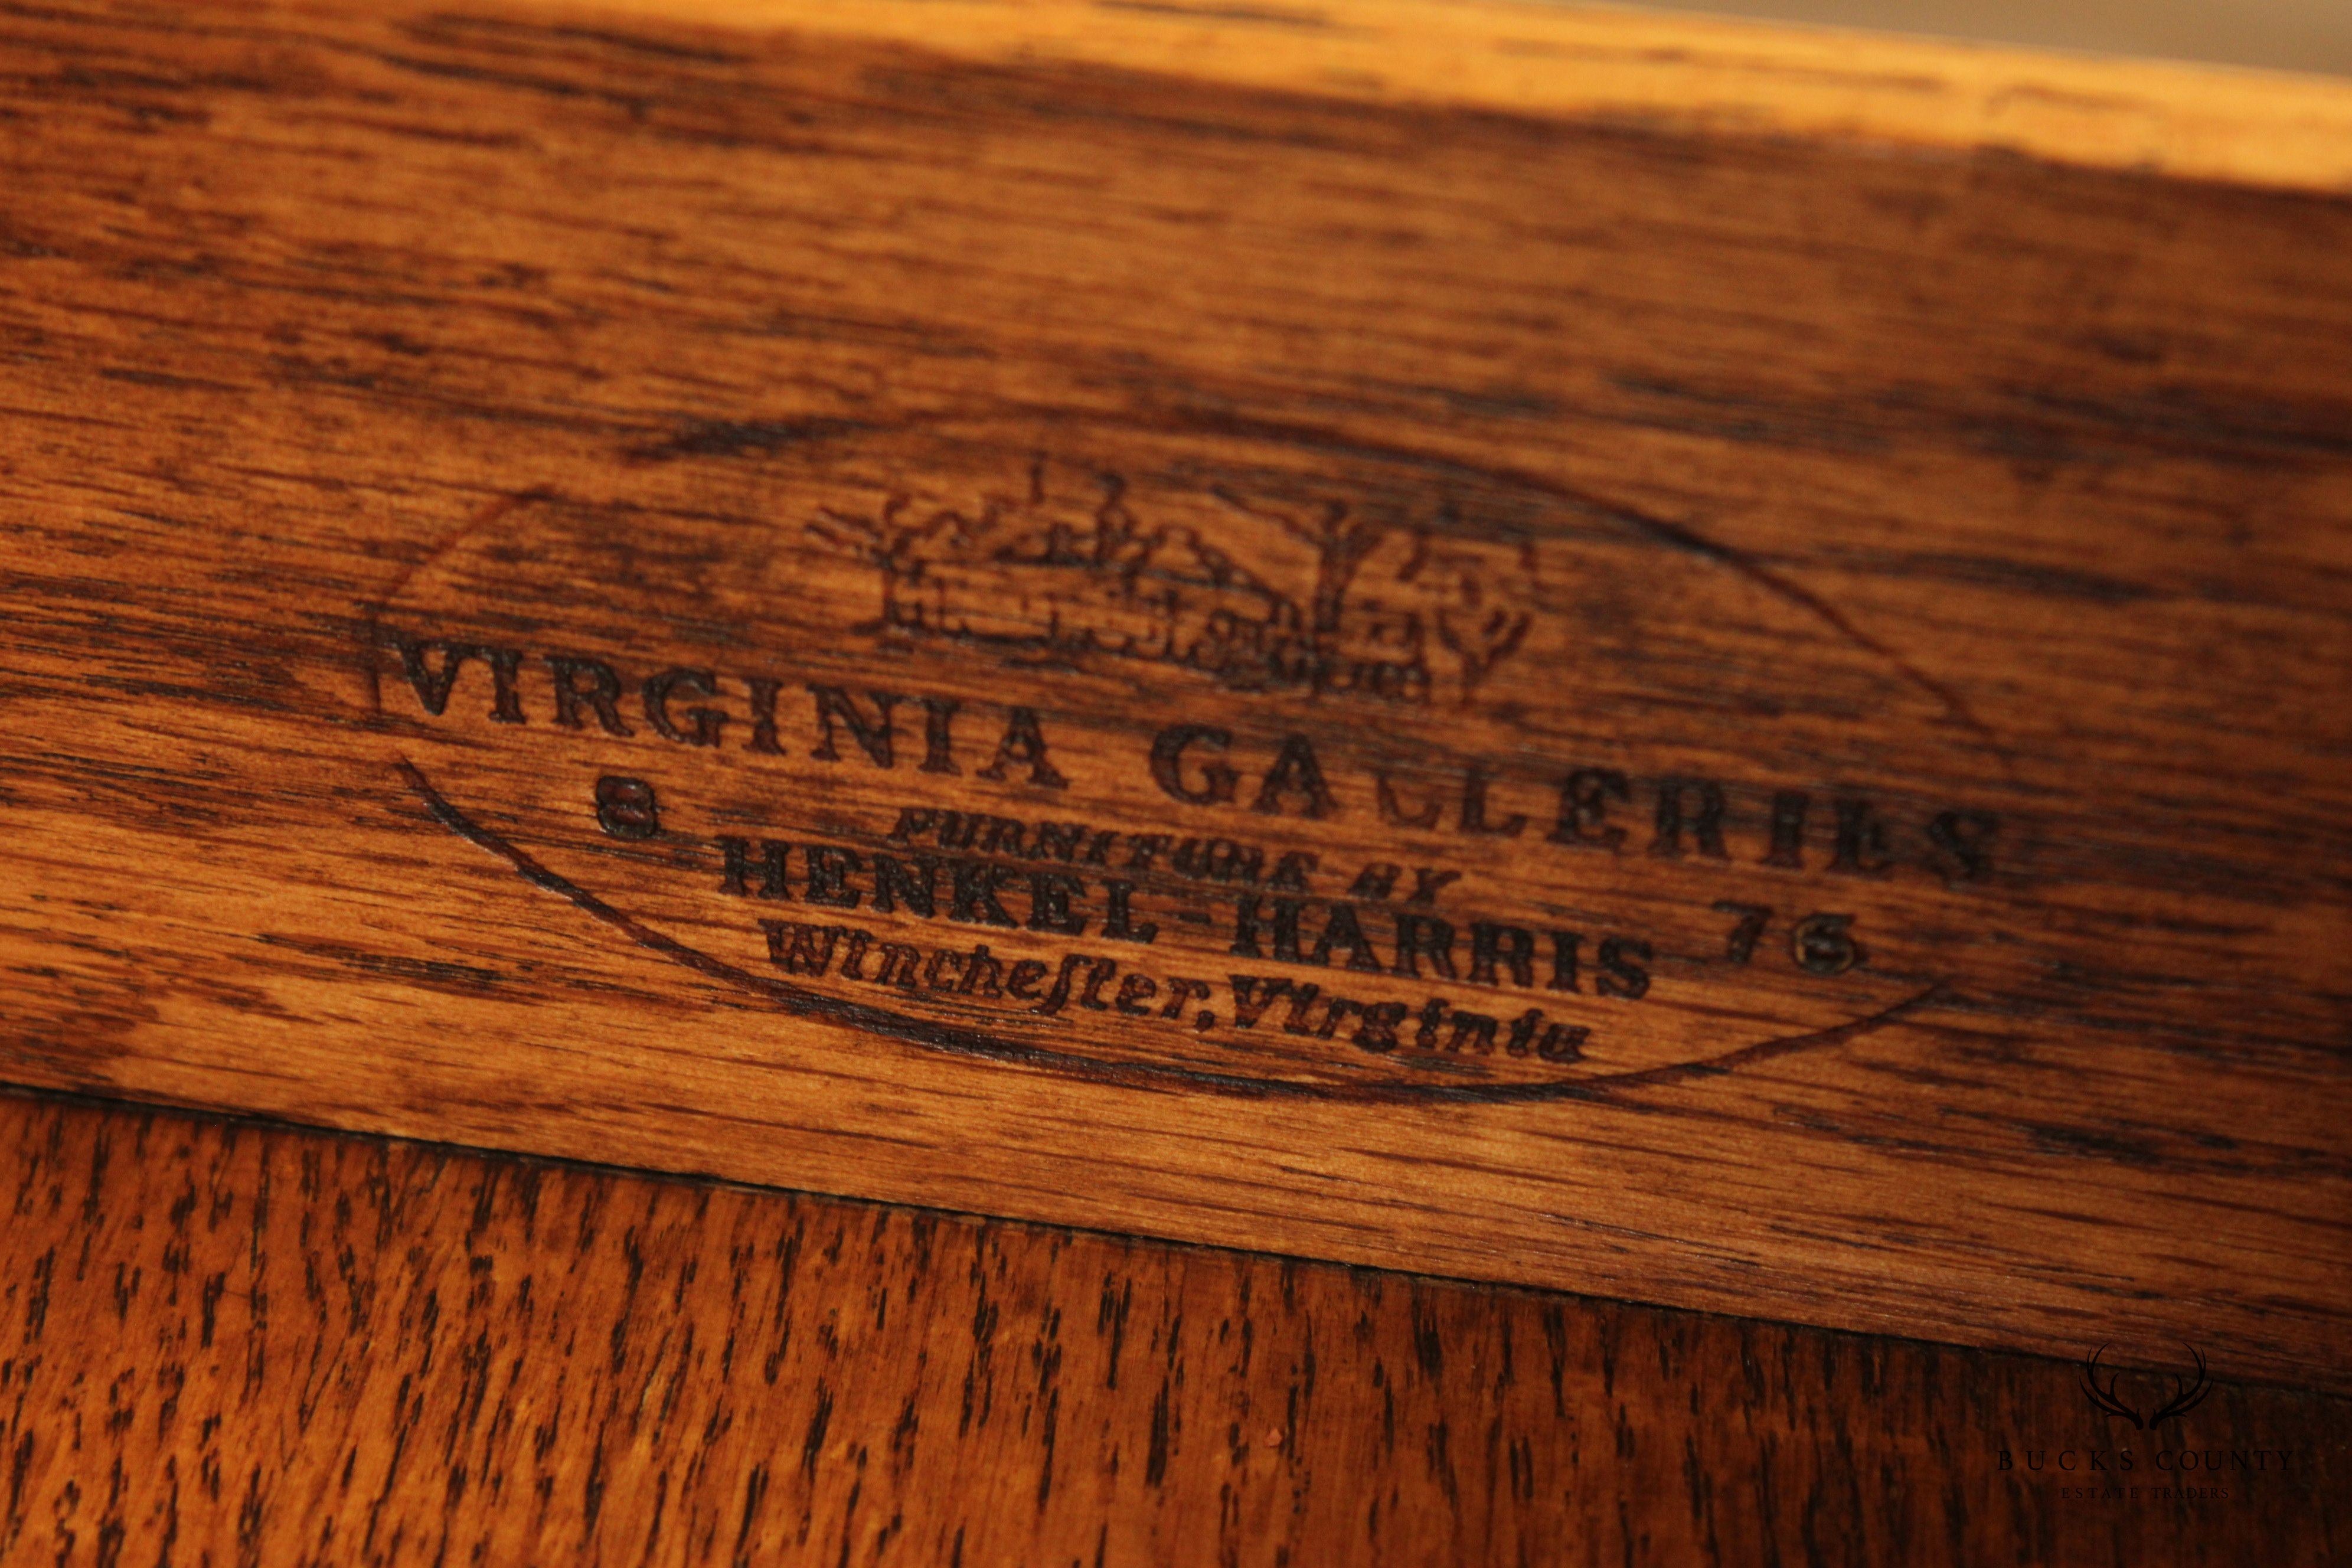 VIRGINIA GALLERIES
FURNITURE BY
8 HENKEL-HARRIS 76
Wincheſter, Virginia
BUCKS COUNTY
ESTATE TRADERS